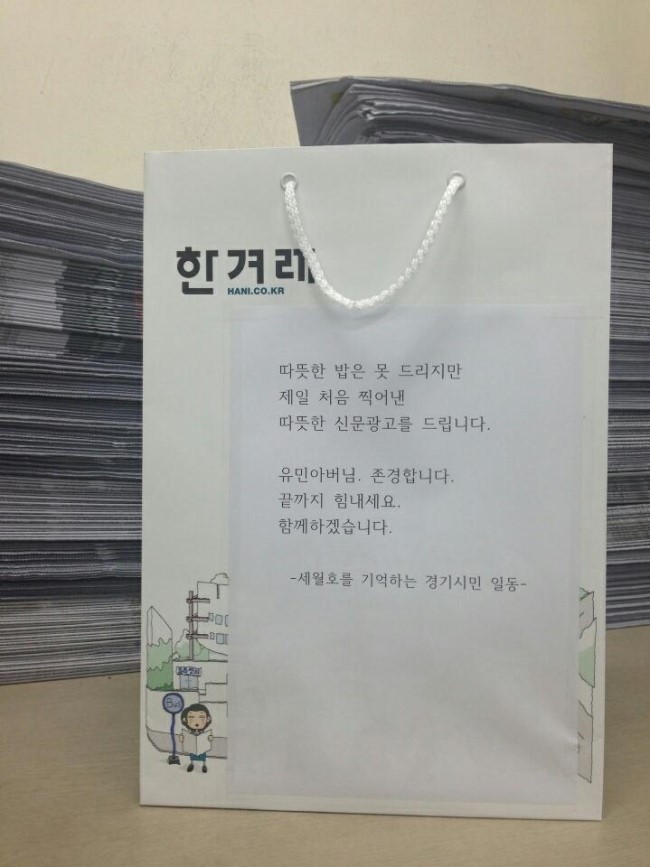 한겨레
HANI.CO.KR
따뜻한 밥은 못 드리지만
제일 처음 찍어낸
따뜻한 신문광고를 드립니다.
유민아버님. 존경합니다.
끝까지 힘내세요.
함께하겠습니다.
-세월호를 기억하는 경기시민 일동-